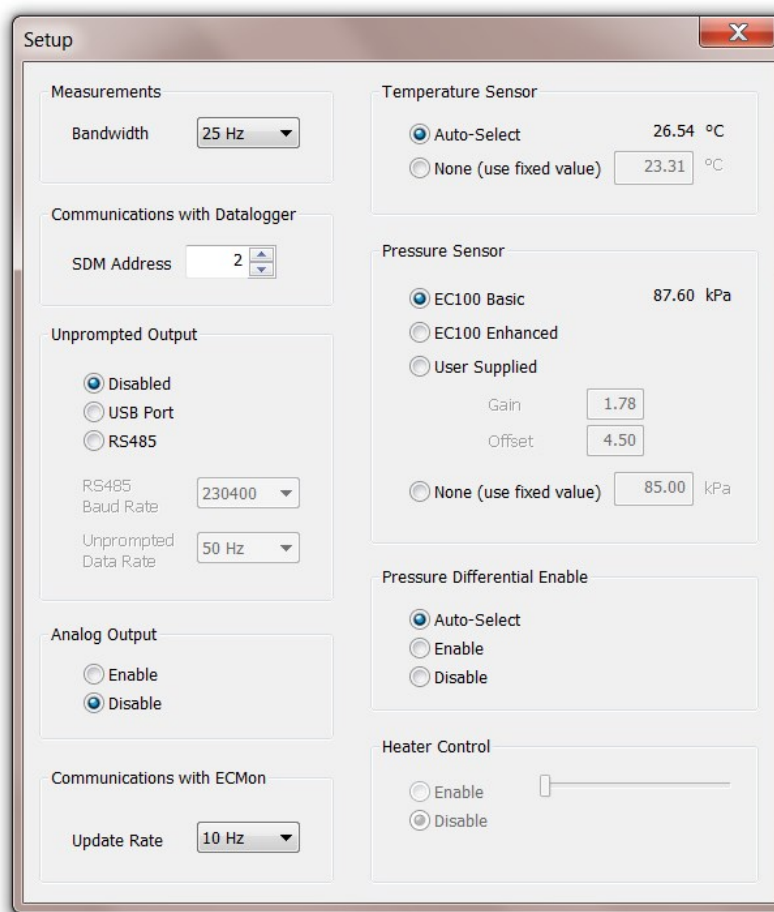 Setup
Measurements
Bandwidth 25 Hz
Communications with Datalogger
SDM Address 2
Unprompted Output
Disabled
USB Port
RS485
RS485
Baud Rate 230400
Unprompted
Data Rate 50 Hz
Analog Output
Enable
Disable
Communications with ECMon
Update Rate 10 Hz
Temperature Sensor
Auto-Select 26.54 ºC
None (use fixed value) 23.31 ºC
Pressure Sensor
EC100 Basic 87.60 kPa
EC100 Enhanced
User Supplied
Gain 1.78
Offset 4.50
None (use fixed value) 85.00 kPa
Pressure Differential Enable
Auto-Select
Enable
Disable
Heater Control
Enable
Disable